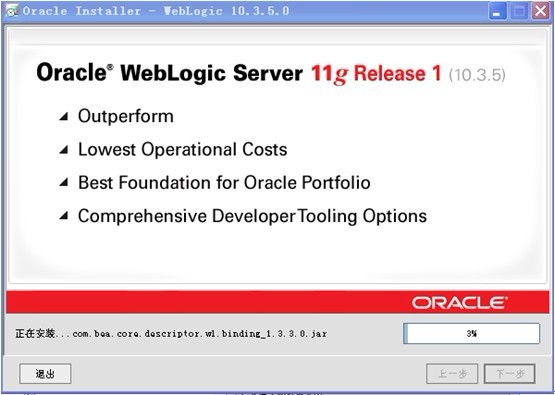 Oracle Installer - WebLogic 10.3.5.0
Oracle® WebLogic Server 11g Release 1 (10.3.5)
Outperform
Lowest Operational Costs
Best Foundation for Oracle Portfolio
Comprehensive Developer Tooling Options
ORACLE®
正在安装...com.bea.core.descriptor.wl.binding_1.3.3.0.jar
3%
退出
上一步
下一步